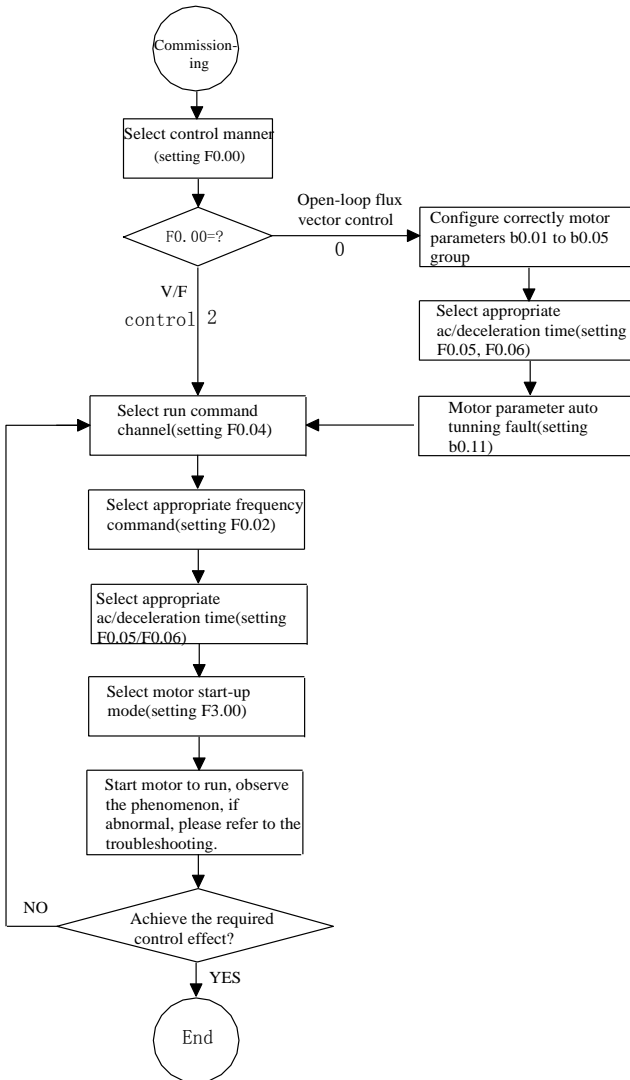 Commission-
ing
Select control manner
(setting F0.00)
F0.00=?
Open-loop flux
vector control
0
Configure correctly motor
parameters b0.01 to b0.05
group
Select appropriate
ac/deceleration time(setting
F0.05, F0.06)
Motor parameter auto
tunning fault(setting
b0.11)
V/F
control 2
Select run command
channel(setting F0.04)
Select appropriate frequency
command(setting F0.02)
Select appropriate
ac/deceleration time(setting
F0.05/F0.06)
Select motor start-up
mode(setting F3.00)
Start motor to run, observe
the phenomenon, if
abnormal, please refer to the
troubleshooting.
NO
Achieve the required
control effect?
YES
End